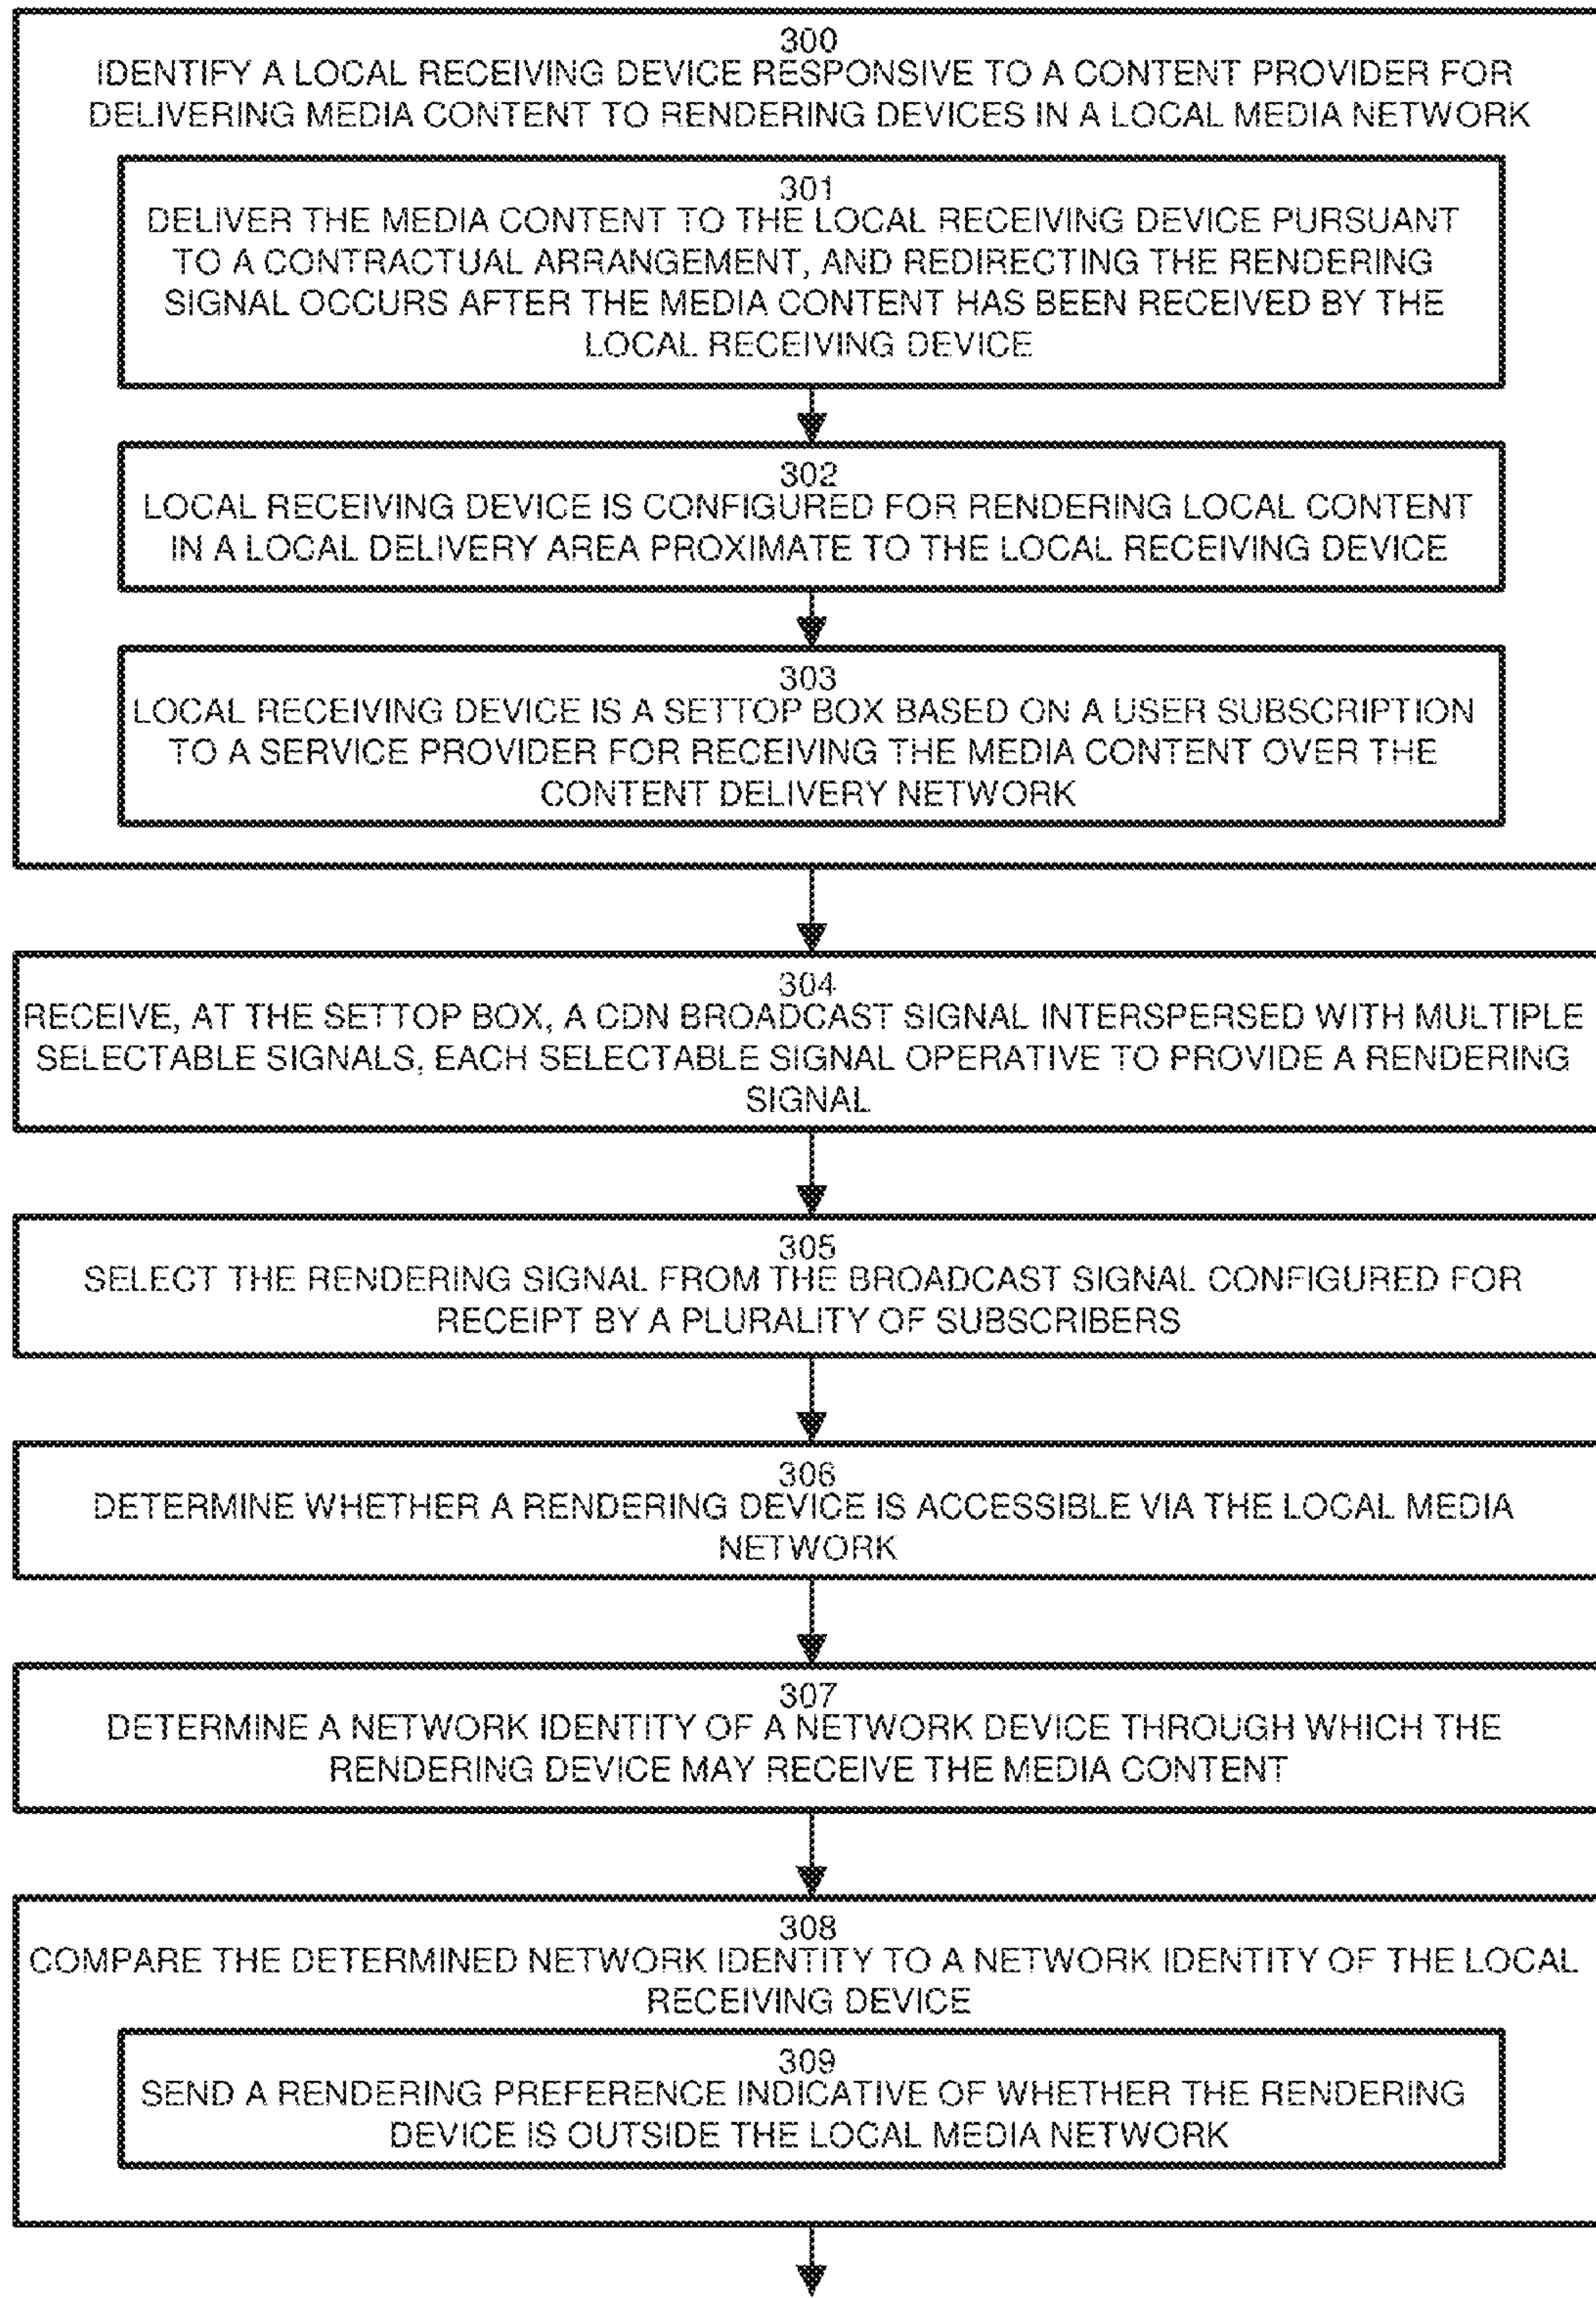 300
IDENTIFY A LOCAL RECEIVING DEVICE RESPONSIVE TO A CONTENT PROVIDER FOR
DELIVERING MEDIA CONTENT TO RENDERING DEVICES IN A LOCAL MEDIA NETWORK
301
DELIVER THE MEDIA CONTENT TO THE LOCAL RECEIVING DEVICE PURSUANT
TO A CONTRACTUAL ARRANGEMENT, AND REDIRECTING THE RENDERING
SIGNAL OCCURS AFTER THE MEDIA CONTENT HAS BEEN RECEIVED BY THE
LOCAL RECEIVING DEVICE
302
LOCAL RECEIVING DEVICE IS CONFIGURED FOR RENDERING LOCAL CONTENT
IN A LOCAL DELIVERY AREA PROXIMATE TO THE LOCAL RECEIVING DEVICE
303
LOCAL RECEIVING DEVICE IS A SETTOP BOX BASED ON A USER SUBSCRIPTION
TO A SERVICE PROVIDER FOR RECEIVING THE MEDIA CONTENT OVER THE
CONTENT DELIVERY NETWORK
304
RECEIVE, AT THE SETTOP BOX, A CDN BROADCAST SIGNAL INTERSPERSED WITH MULTIPLE
SELECTABLE SIGNALS, EACH SELECTABLE SIGNAL OPERATIVE TO PROVIDE A RENDERING
SIGNAL
305
SELECT THE RENDERING SIGNAL FROM THE BROADCAST SIGNAL CONFIGURED FOR
RECEIPT BY A PLURALITY OF SUBSCRIBERS
306
DETERMINE WHETHER A RENDERING DEVICE IS ACCESSIBLE VIA THE LOCAL MEDIA
NETWORK
307
DETERMINE A NETWORK IDENTITY OF A NETWORK DEVICE THROUGH WHICH THE
RENDERING DEVICE MAY RECEIVE THE MEDIA CONTENT
308
COMPARE THE DETERMINED NETWORK IDENTITY TO A NETWORK IDENTITY OF THE LOCAL
RECEIVING DEVICE
309
SEND A RENDERING PREFERENCE INDICATIVE OF WHETHER THE RENDERING
DEVICE IS OUTSIDE THE LOCAL MEDIA NETWORK